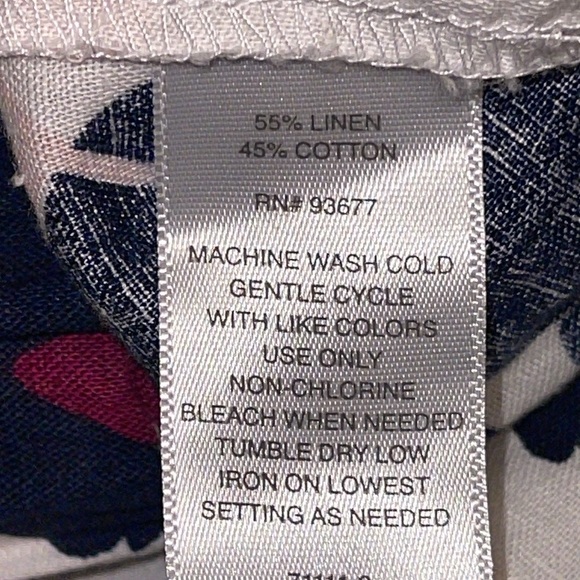 55% LINEN
45% COTTON
RN# 93677
MACHINE WASH COLD
GENTLE CYCLE
WITH LIKE COLORS
USE ONLY
NON-CHLORINE
BLEACH WHEN NEEDED
TUMBLE DRY LOW
IRON ON LOWEST
SETTING AS NEEDED